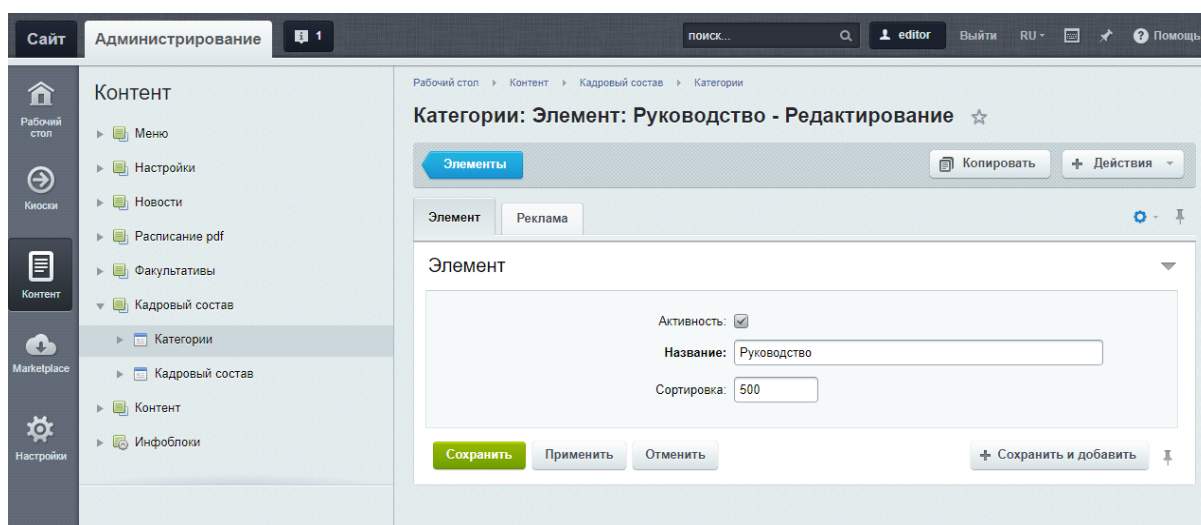 Сайт
Администрирование
1
поиск...
editor
Выйти
RU
Помощь
Рабочий стол
Киоски
Контент
Marketplace
Настройки
Контент
Меню
Настройки
Новости
Расписание pdf
Факультативы
Кадровый состав
Категории
Кадровый состав
Контент
Инфоблоки
Рабочий стол Контент Кадровый состав Категории
Категории: Элемент: Руководство - Редактирование
Элементы
Копировать
Действия
Элемент
Реклама
Элемент
Активность:
Название: Руководство
Сортировка: 500
Сохранить
Применить
Отменить
Сохранить и добавить